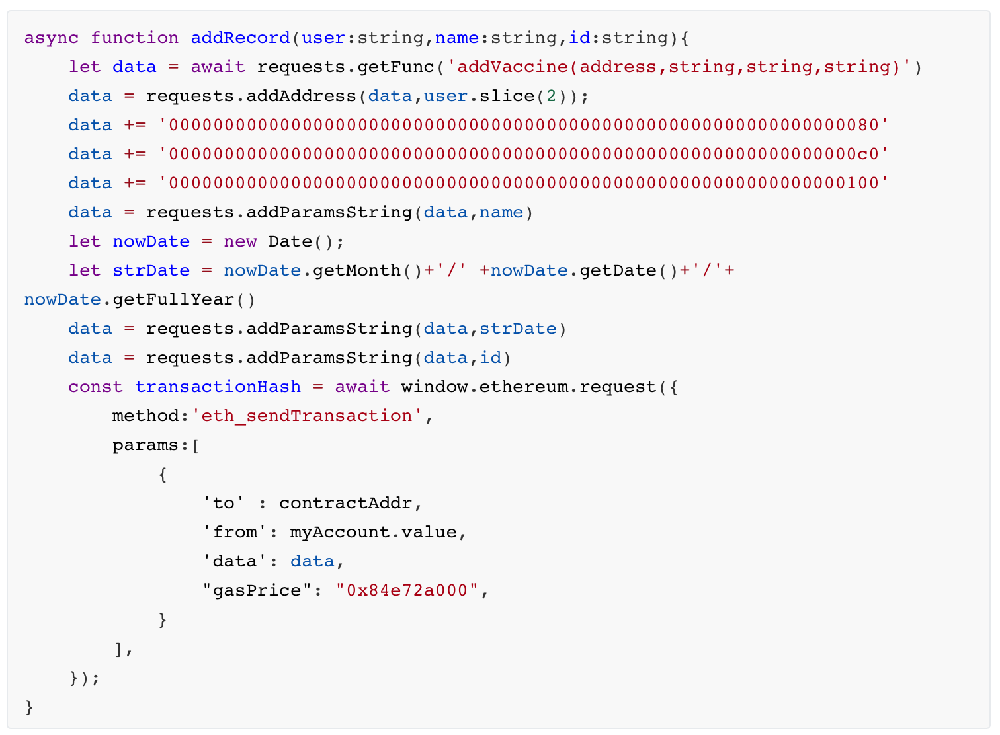 async function addRecord(user:string,name:string,id:string){
    let data = await requests.getFunc('addVaccine(address,string,string,string)')
    data = requests.addAddress(data,user.slice(2));
    data += '0000000000000000000000000000000000000000000000000000000000000080'
    data += '00000000000000000000000000000000000000000000000000000000000000c0'
    data += '0000000000000000000000000000000000000000000000000000000000000100'
    data = requests.addParamsString(data,name)
    let nowDate = new Date();
    let strDate = nowDate.getMonth()+'/' +nowDate.getDate()+'/'+
nowDate.getFullYear()
    data = requests.addParamsString(data,strDate)
    data = requests.addParamsString(data,id)
    const transactionHash = await window.ethereum.request({
        method:'eth_sendTransaction',
        params:[
            {
                'to' : contractAddr,
                'from': myAccount.value,
                'data': data,
                "gasPrice": "0x84e72a000",
            }
        ],
    });
}